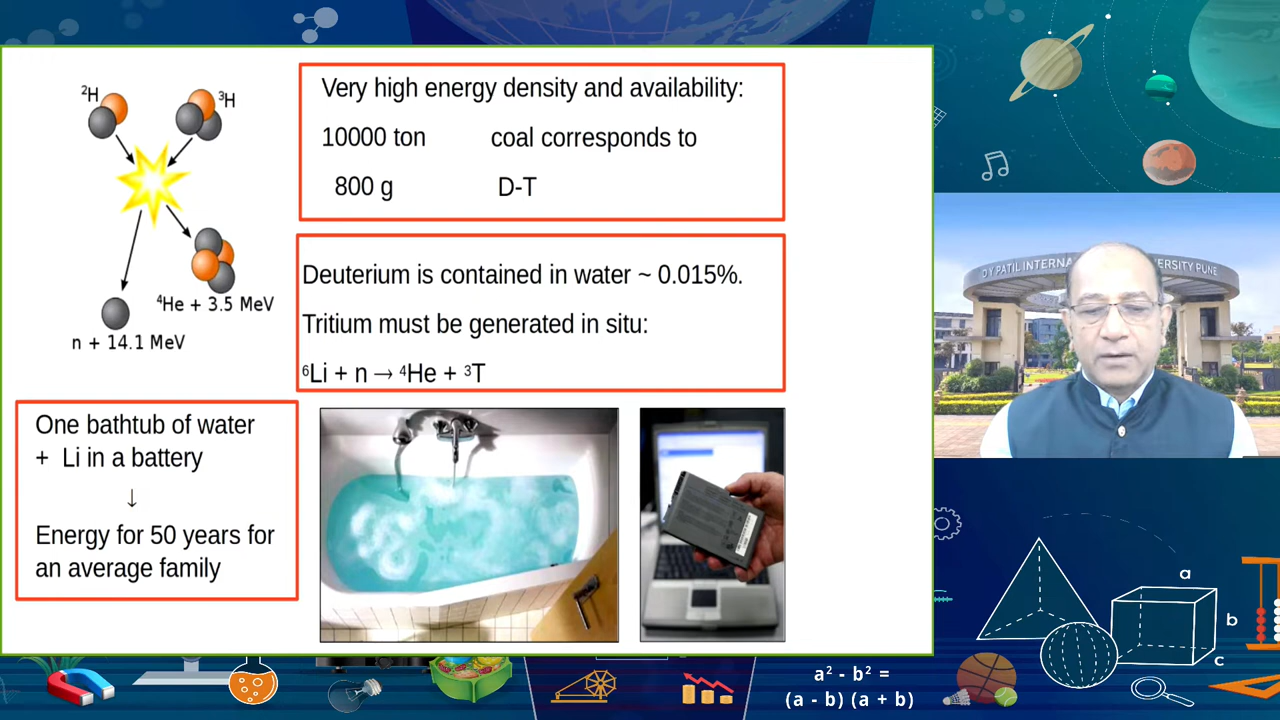 ²H
³H
⁴He + 3.5 MeV
n + 14.1 MeV
Very high energy density and availability:
10000 ton coal corresponds to
800 g D-T
Deuterium is contained in water ~ 0.015%.
Tritium must be generated in situ:
⁶Li + n → ⁴He + ³T
One bathtub of water
+ Li in a battery
↓
Energy for 50 years for
an average family
a
b
c
a² - b² =
(a - b) (a + b)